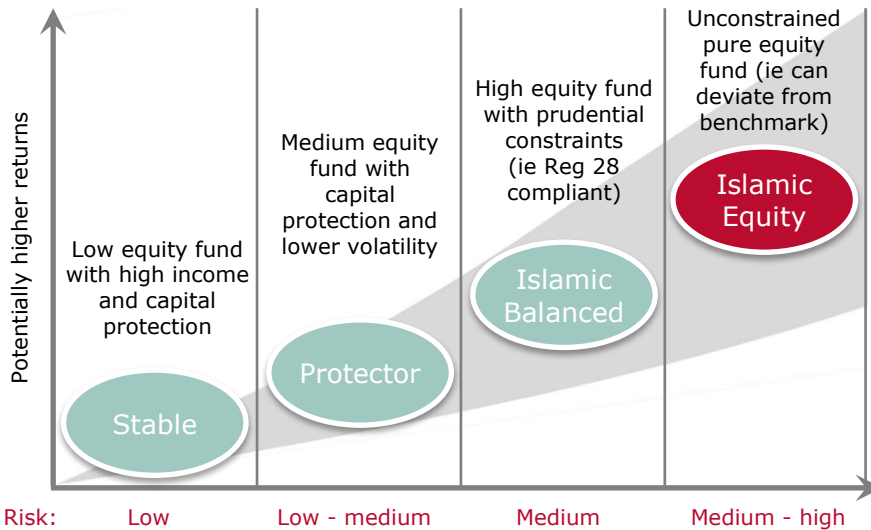 Potentially higher returns
Low equity fund
with high income
and capital
protection
Stable
Medium equity
fund with
capital
protection and
lower volatility
Protector
High equity fund
with prudential
constraints
(ie Reg 28
compliant)
Islamic
Balanced
Unconstrained
pure equity
fund (ie can
deviate from
benchmark)
Islamic
Equity
Risk: Low Low - medium Medium Medium - high